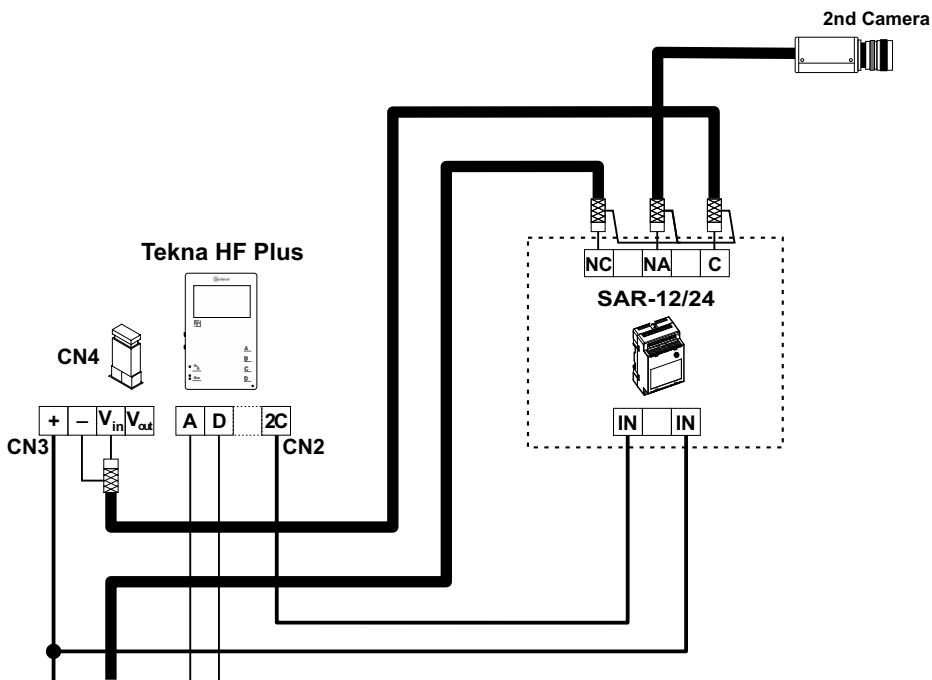 2nd Camera
NC NA C
SAR-12/24
IN IN
Tekna HF Plus
A
B
C
D
CN4
+ – Vin Vout
CN3
A D 2C
CN2